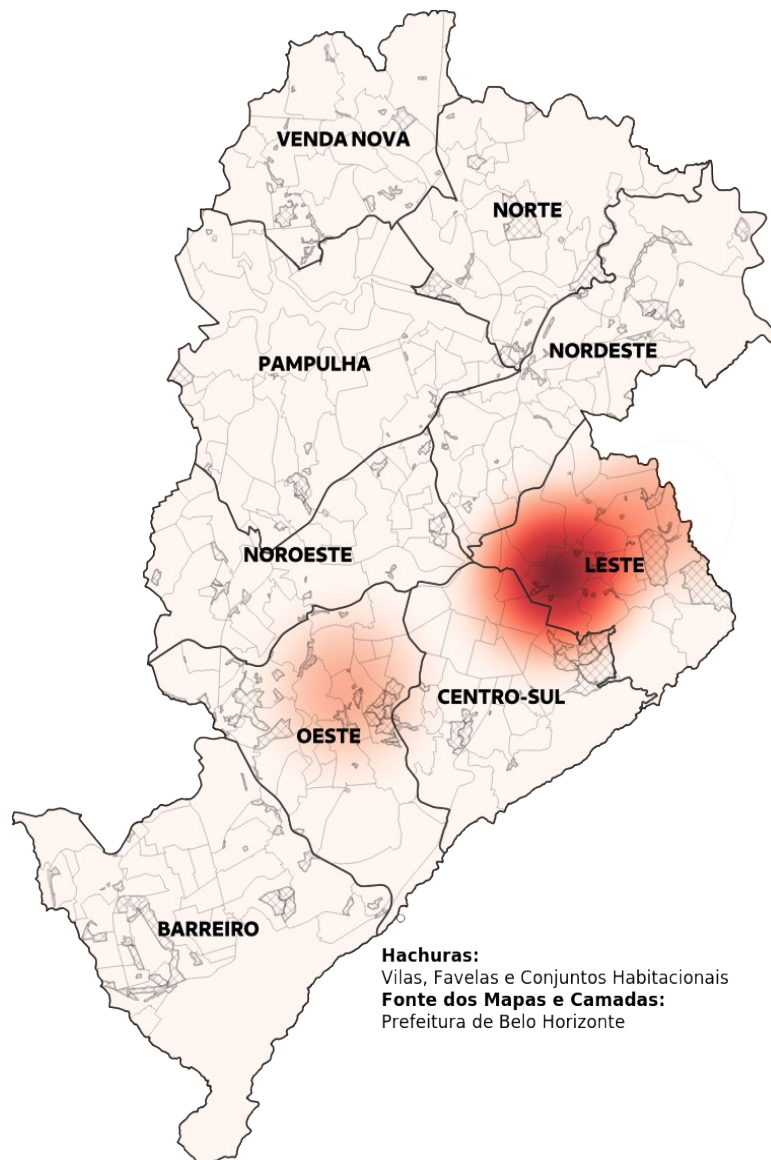 VENDA NOVA
NORTE
PAMPULHA
NORDESTE
NOROESTE
LESTE
CENTRO-SUL
OESTE
BARREIRO
Hachuras:
Vilas, Favelas e Conjuntos Habitacionais
Fonte dos Mapas e Camadas:
Prefeitura de Belo Horizonte